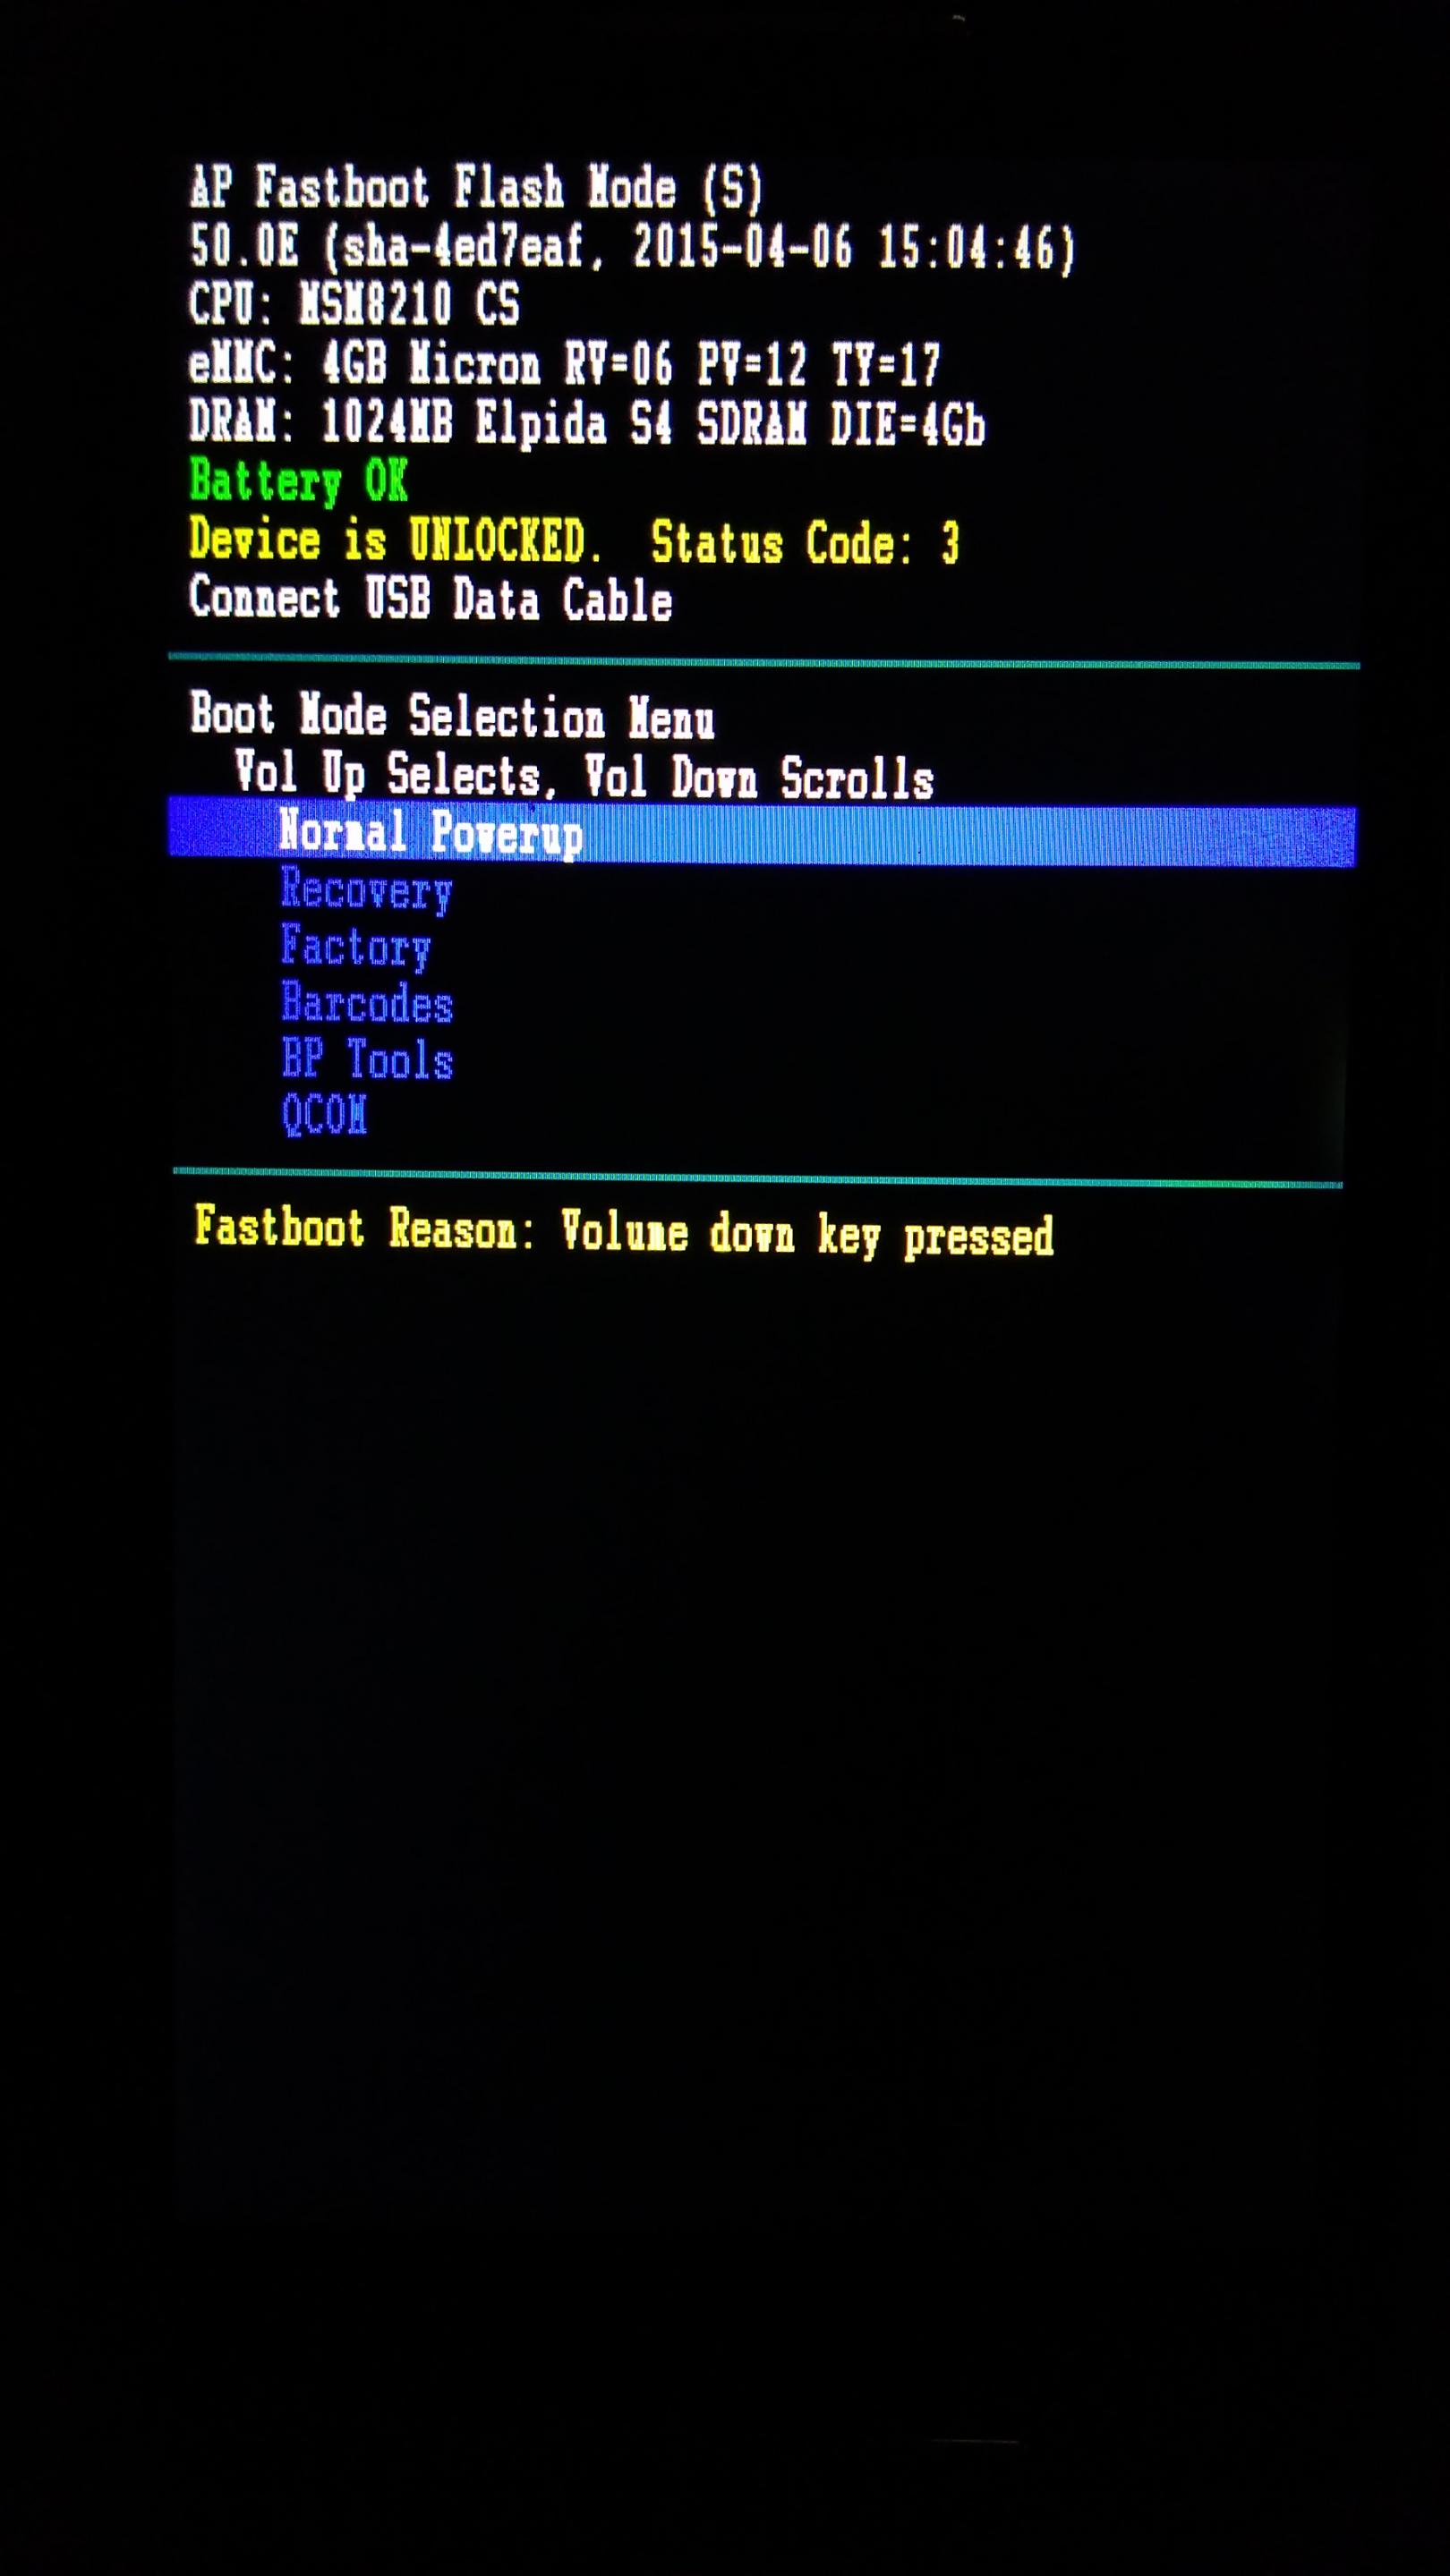 AP Fastboot Flash Mode (S)
50.0E (sha-4ed7eaf, 2015-04-06 15:04:46)
CPU: MSM8210 CS
eMMC: 4GB Micron RV=06 PV=12 TY=17
DRAM: 1024MB Elpida S4 SDRAM DIE=4Gb
Battery OK
Device is UNLOCKED.  Status Code: 3
Connect USB Data Cable
Boot Mode Selection Menu
Vol Up Selects, Vol Down Scrolls
Normal Powerup
Recovery
Factory
Barcodes
BP Tools
QCOM
Fastboot Reason: Volume down key pressed